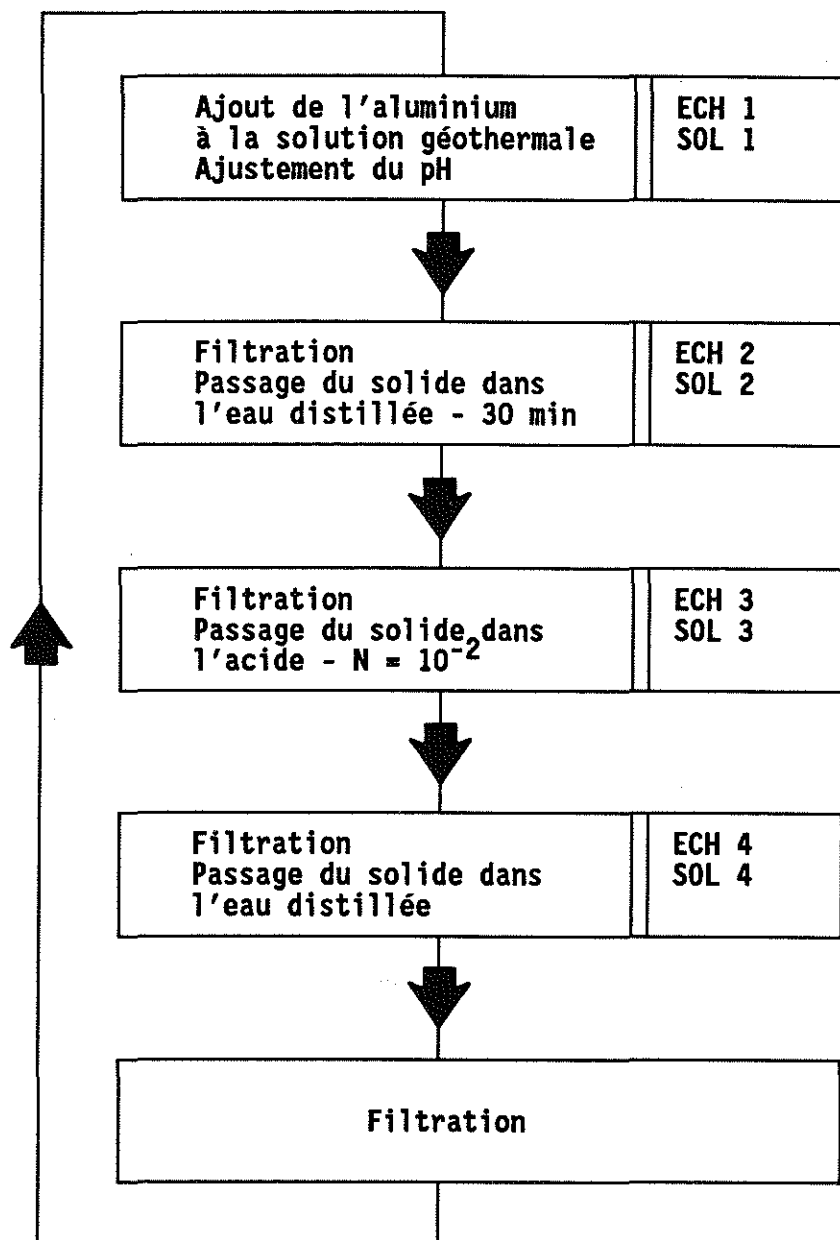 Ajout de l'aluminium
à la solution géothermale
Ajustement du pH
ECH 1
SOL 1
Filtration
Passage du solide dans
l'eau distillée - 30 min
ECH 2
SOL 2
Filtration
Passage du solide dans
l'acide - N = 10⁻²
ECH 3
SOL 3
Filtration
Passage du solide dans
l'eau distillée
ECH 4
SOL 4
Filtration